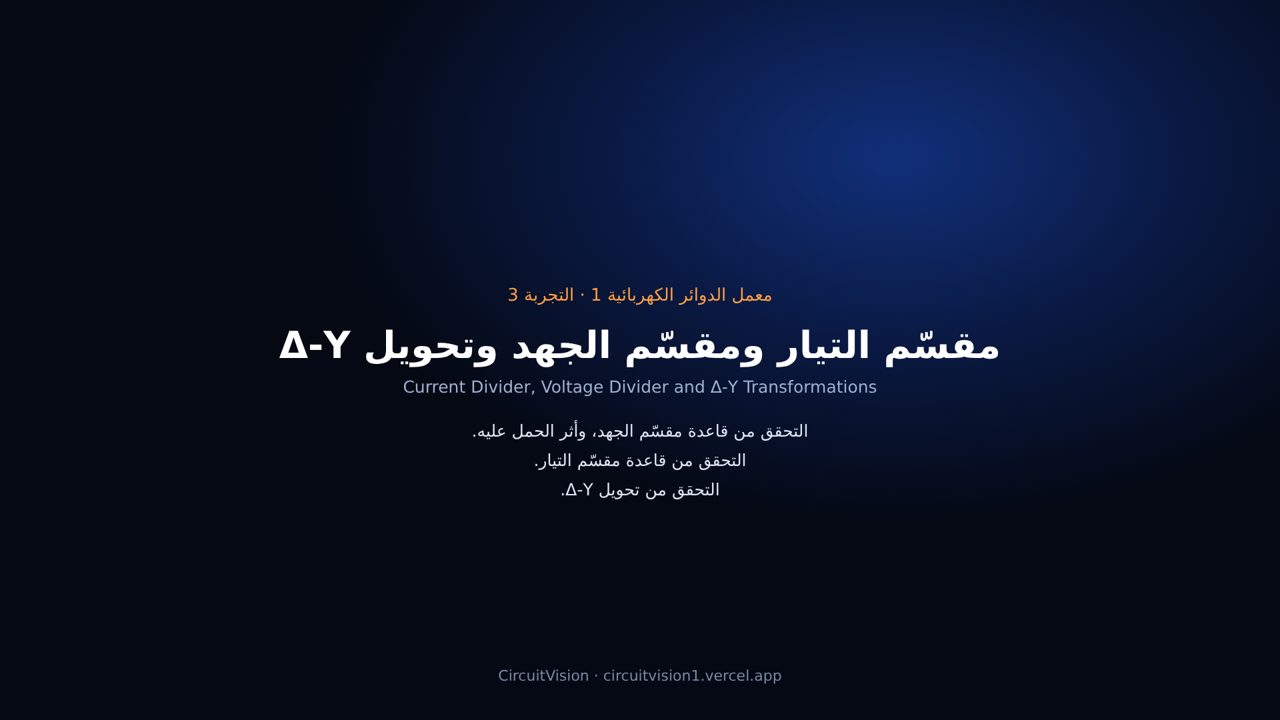 معمل الدوائر الكهربائية 1 · التجربة 3
مقسّم التيار ومقسّم الجهد وتحويل Δ-Y
Current Divider, Voltage Divider and Δ-Y Transformations
التحقق من قاعدة مقسّم الجهد، وأثر الحمل عليه.
التحقق من قاعدة مقسّم التيار.
التحقق من تحويل Δ-Y.
CircuitVision · circuitvision1.vercel.app